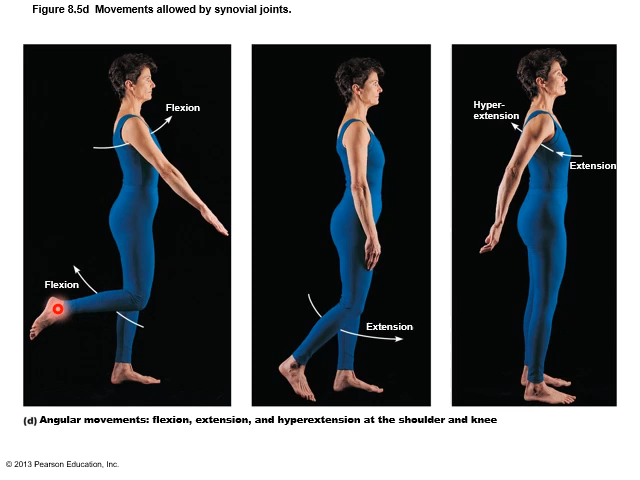 Figure 8.5d  Movements allowed by synovial joints.
Flexion
Flexion
Extension
Hyper-
extension
Extension
(d) Angular movements: flexion, extension, and hyperextension at the shoulder and knee
© 2013 Pearson Education, Inc.